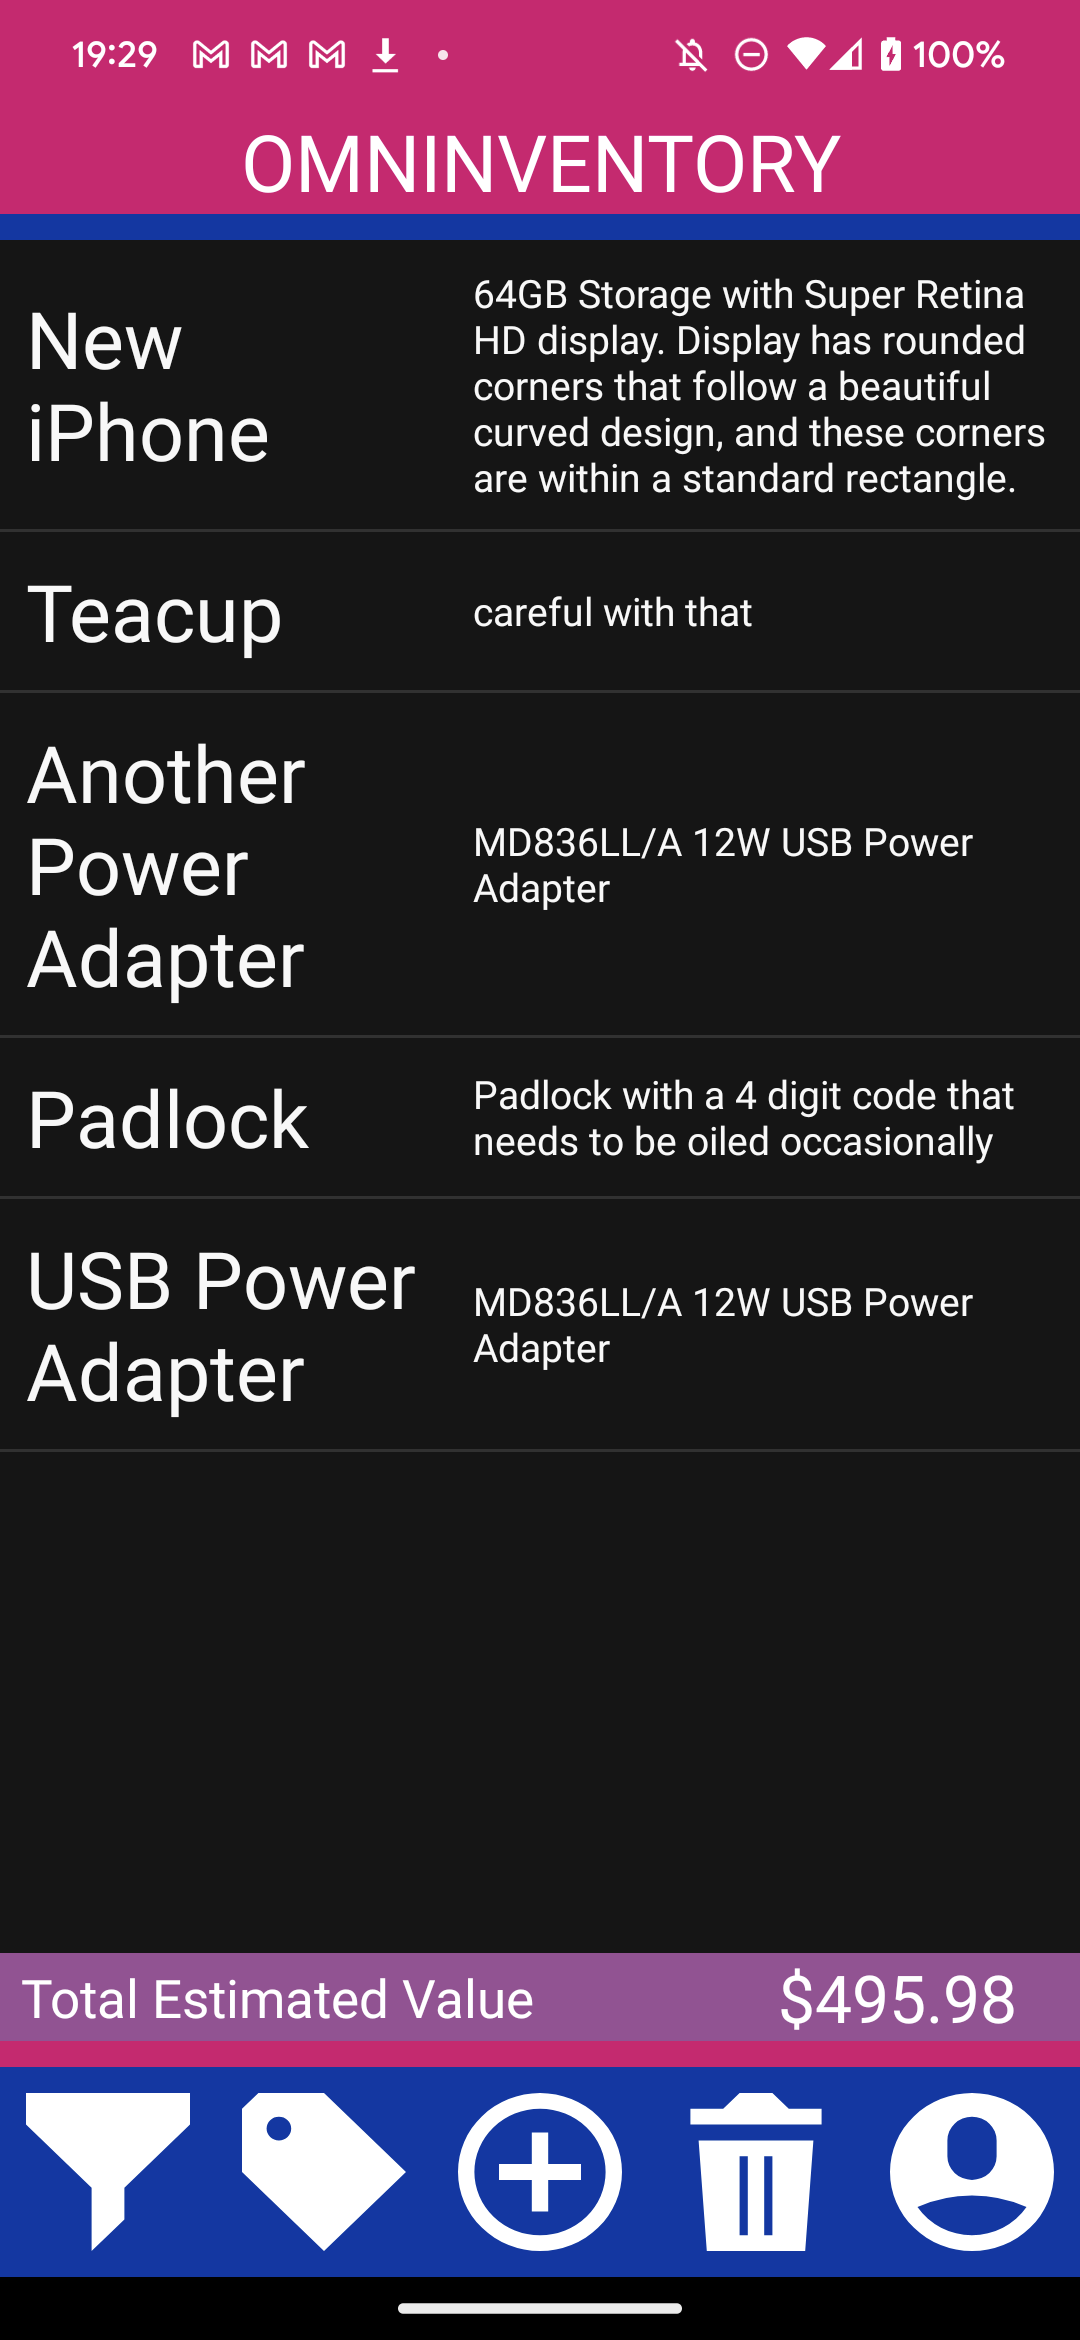 19:29
100%
OMNINVENTORY
New
iPhone
64GB Storage with Super Retina
HD display. Display has rounded
corners that follow a beautiful
curved design, and these corners
are within a standard rectangle.
Teacup
careful with that
Another
Power
Adapter
MD836LL/A 12W USB Power
Adapter
Padlock
Padlock with a 4 digit code that
needs to be oiled occasionally
USB Power
Adapter
MD836LL/A 12W USB Power
Adapter
Total Estimated Value
$495.98